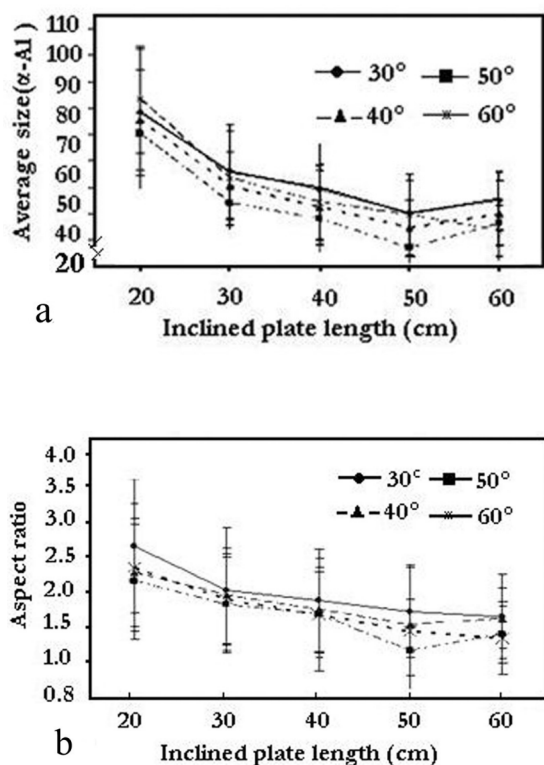 Average size(α-Al)
110
100
90
80
70
60
50
40
20
30° 50°
40° 60°
20 30 40 50 60
Inclined plate length (cm)
a
Aspect ratio
4.0
3.5
3.0
2.5
2.0
1.5
1.0
0.8
30c 50°
40° 60°
20 30 40 50 60
Inclined plate length (cm)
b